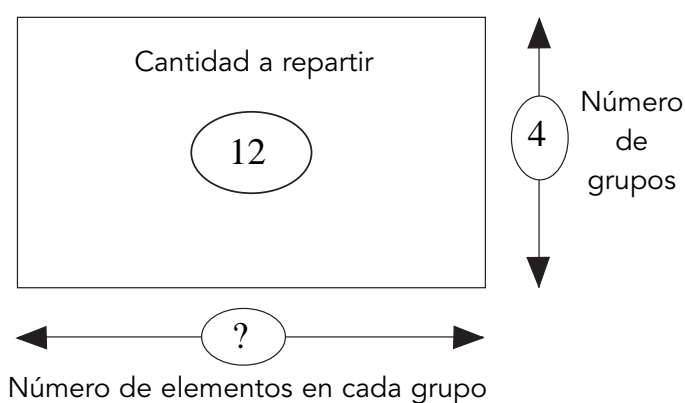 Cantidad a repartir
12
4
Número
de
grupos
?
Número de elementos en cada grupo